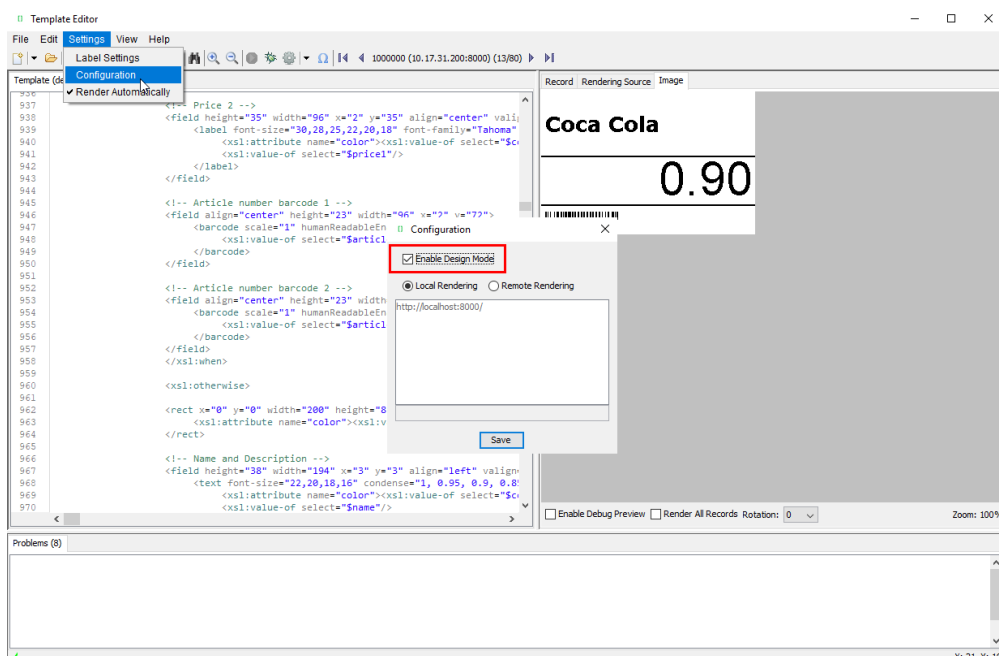 Template Editor
File Edit Settings View Help
Label Settings
Configuration
Render Automatically
1000000 (10.17.31.200:8000) (13/80)
Template (de
Record Rendering Source Image
936
937 <!-- Price 2 -->
938 <field height="35" width="96" x="2" y="35" align="center" vali
939 <label font-size="30,28,25,22,20,18" font-family="Tahoma"
940 <xsl:attribute name="color"><xsl:value-of select="$co
941 <xsl:value-of select="$price1"/>
942 </label>
943 </field>
944
945 <!-- Article number barcode 1 -->
946 <field align="center" height="23" width="96" x="2" y="72">
947 <barcode scale="1" humanReadableEn
948 <xsl:value-of select="$articl
949 </barcode>
950 </field>
951
952 <!-- Article number barcode 2 -->
953 <field align="center" height="23" width
954 <barcode scale="1" humanReadableEn
955 <xsl:value-of select="$articl
956 </barcode>
957 </field>
958 </xsl:when>
959
960 <xsl:otherwise>
961
962 <rect x="0" y="0" width="200" height="8
963 <xsl:attribute name="color"><xsl:v
964 </rect>
965
966 <!-- Name and Description -->
967 <field height="38" width="194" x="3" y="3" align="left" valign
968 <text font-size="22,20,18,16" condense="1, 0.95, 0.9, 0.85
969 <xsl:attribute name="color"><xsl:value-of select="$co
970 <xsl:value-of select="$name"/>
Coca Cola
0.90
Configuration
Enable Design Mode
Local Rendering Remote Rendering
http://localhost:8000/
Save
Enable Debug Preview Render All Records Rotation: 0 Zoom: 100%
Problems (8)